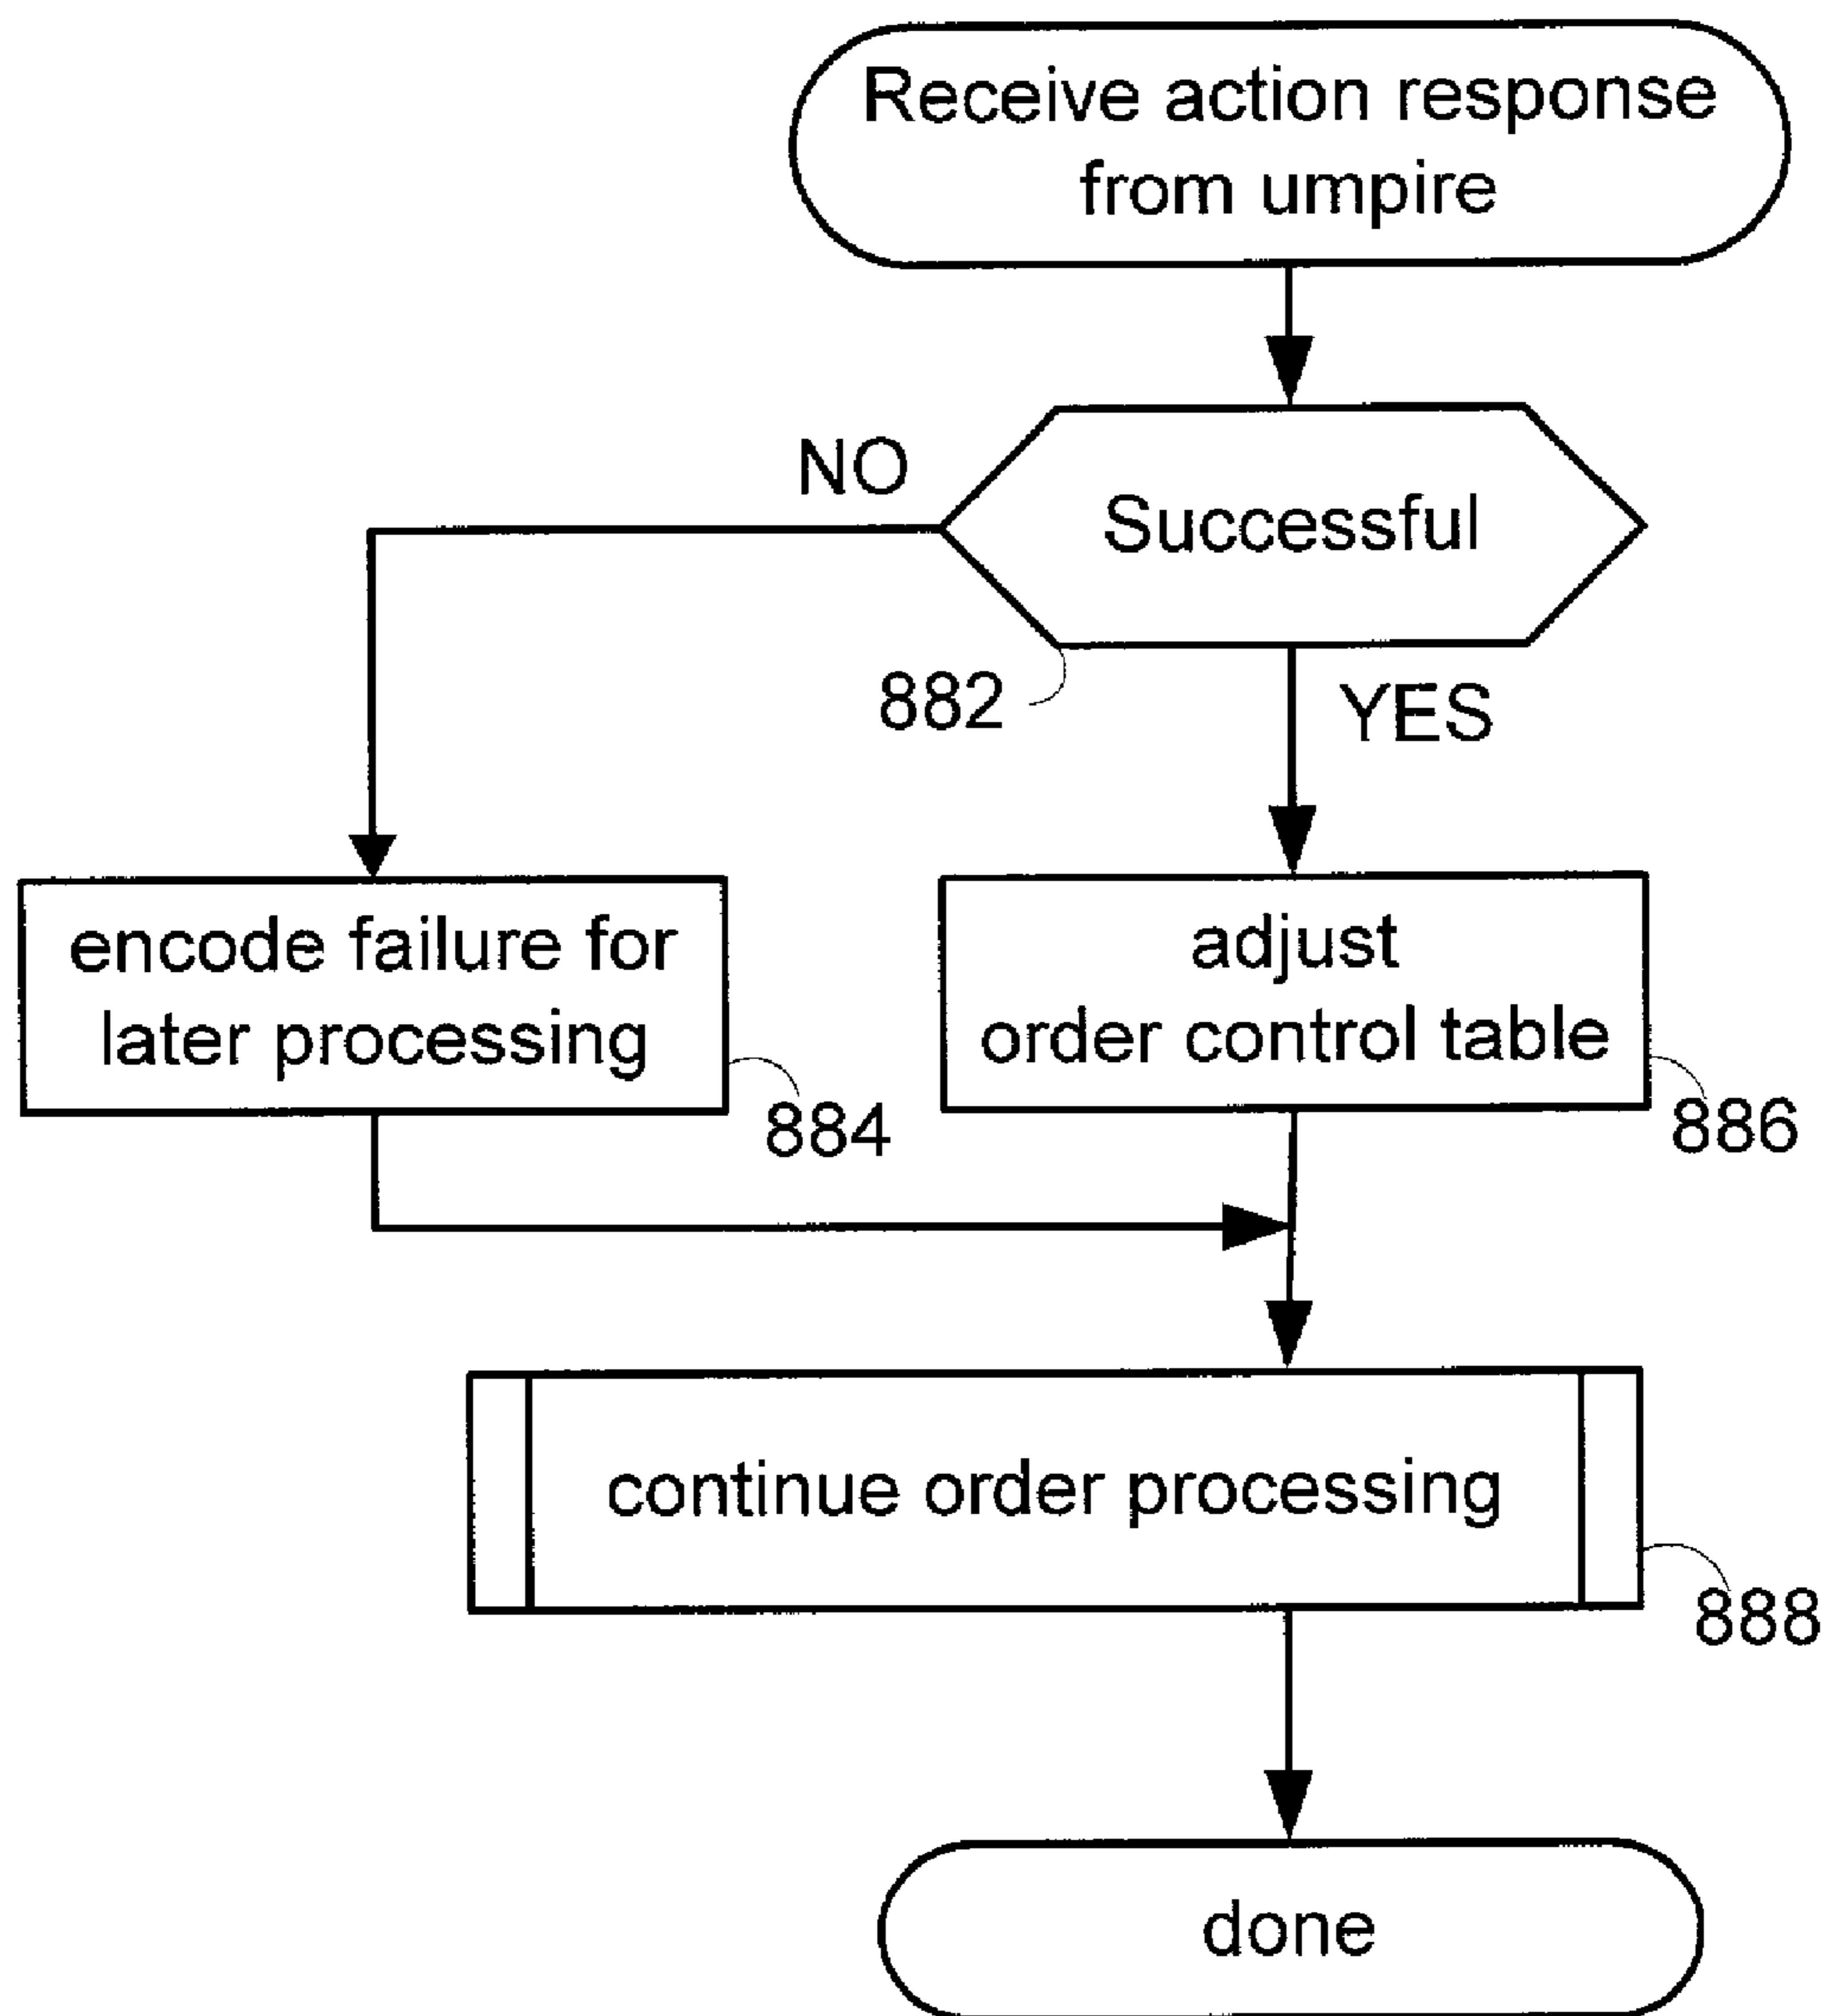 Receive action response
from umpire
NO
Successful
882
YES
encode failure for
later processing
884
adjust
order control table
886
continue order processing
888
done